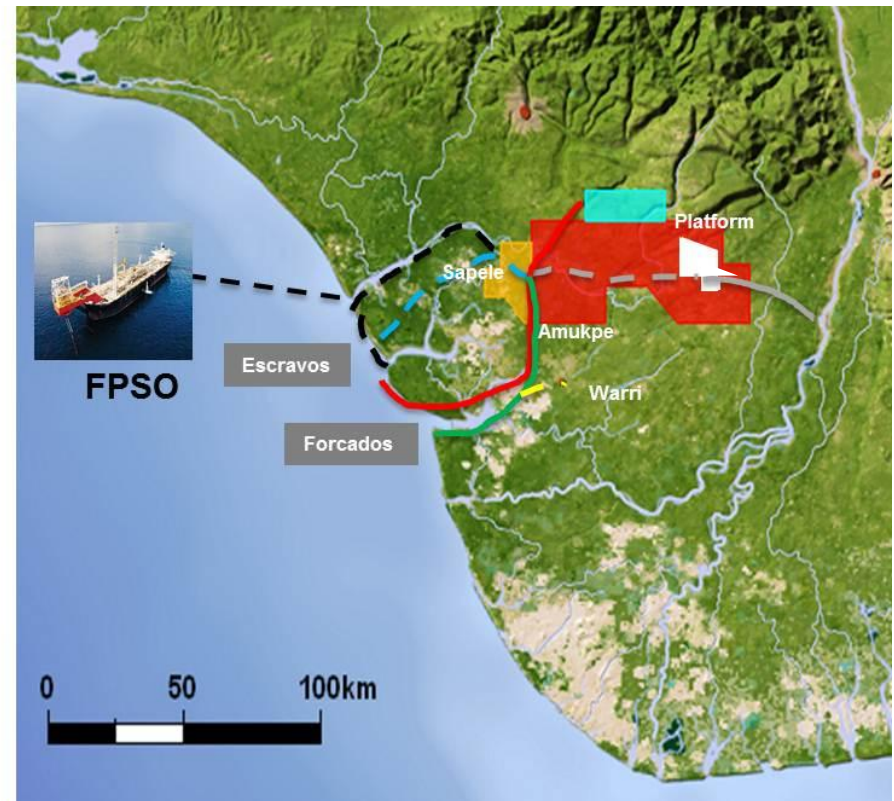 Platform
Sapele
Amukpe
FPSO
Escravos
Warri
Forcados
0 50 100km